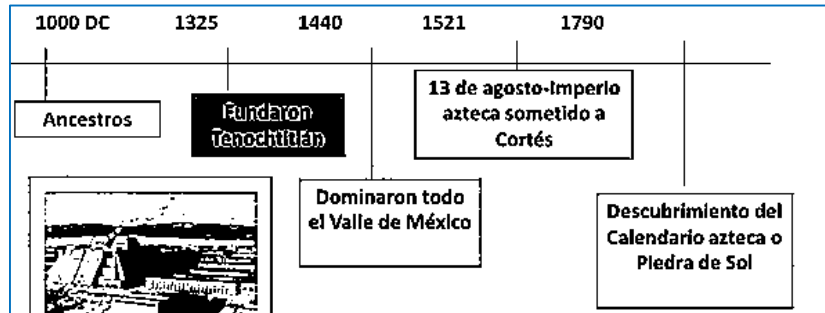 1000 DC 1325 1440 1521 1790
Ancestros
Fundaron
Tenochtitlán
13 de agosto-Imperio
azteca sometido a
Cortés
Dominaron todo
el Valle de México
Descubrimiento del
Calendario azteca o
Piedra de Sol